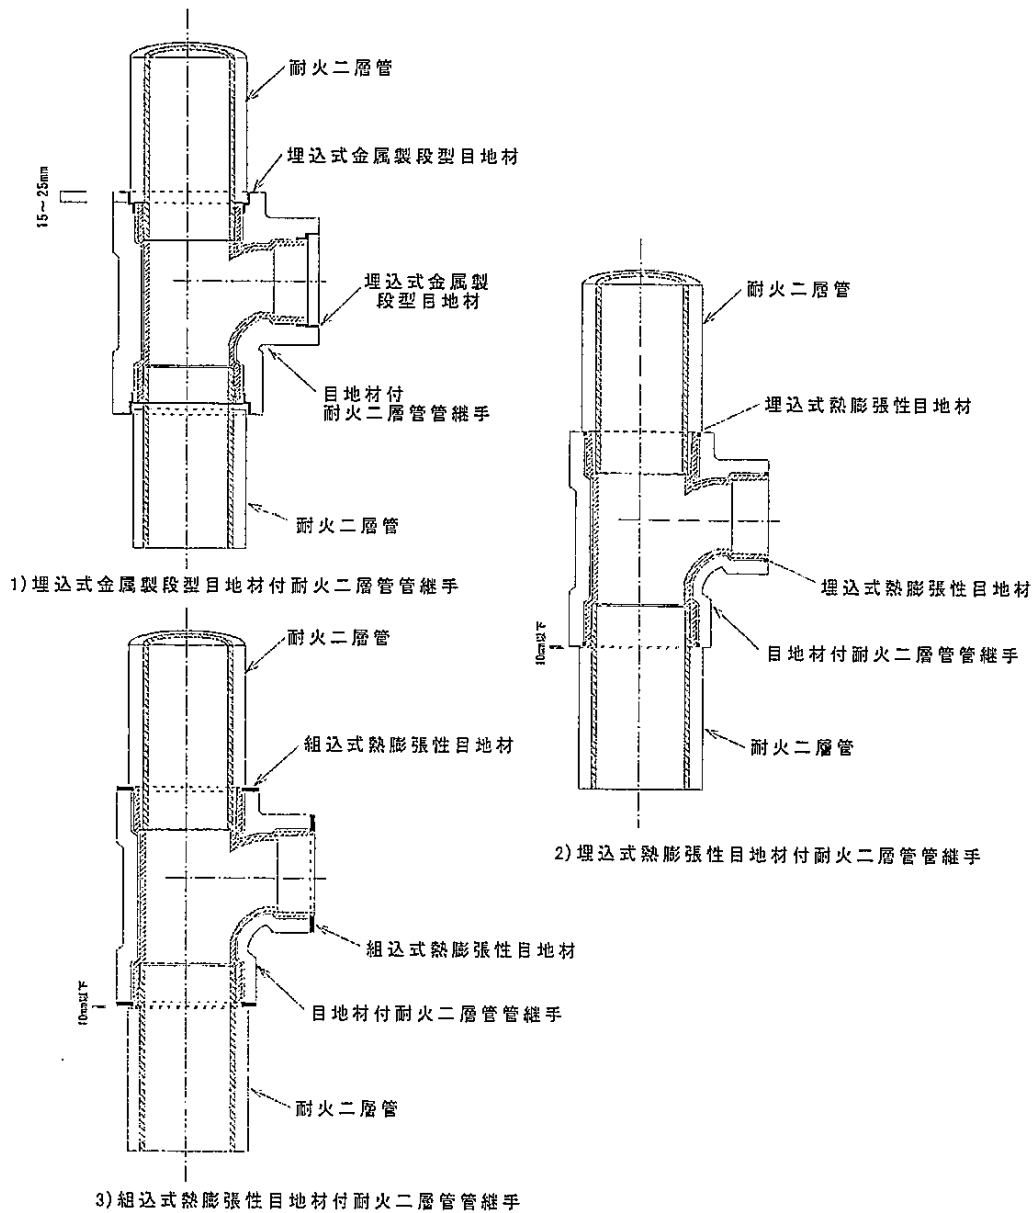 耐火二層管
埋込式金属製段型目地材
15～25mm
埋込式金属製
段型目地材
目地材付
耐火二層管管継手
耐火二層管
1)埋込式金属製段型目地材付耐火二層管管継手
耐火二層管
埋込式熱膨張性目地材
埋込式熱膨張性目地材
10mm以下
目地材付耐火二層管管継手
耐火二層管
2)埋込式熱膨張性目地材付耐火二層管管継手
耐火二層管
組込式熱膨張性目地材
組込式熱膨張性目地材
10mm以下
目地材付耐火二層管管継手
耐火二層管
3)組込式熱膨張性目地材付耐火二層管管継手